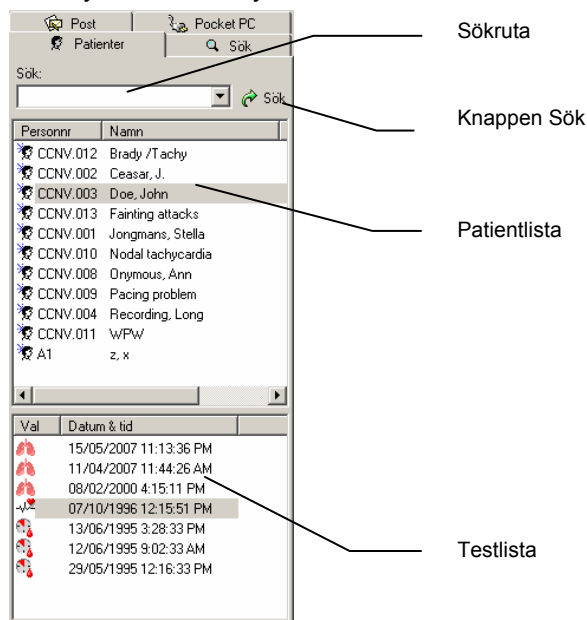 Post Pocket PC
Patienter Sök
Sökruta
Sök:
Sök
Knappen Sök
Personnr Namn
CCNV.012 Brady /Tachy
CCNV.002 Ceasar, J.
CCNV.003 Doe, John
CCNV.013 Fainting attacks
CCNV.001 Jongmans, Stella
Patientlista
CCNV.010 Nodal tachycardia
CCNV.008 Onymous, Ann
CCNV.009 Pacing problem
CCNV.004 Recording, Long
CCNV.011 WPW
A1 z, x
Val Datum & tid
15/05/2007 11:13:36 PM
11/04/2007 11:44:26 AM
08/02/2000 4:15:11 PM
07/10/1996 12:15:51 PM
13/06/1995 3:28:33 PM
12/06/1995 9:02:33 AM
Testlista
29/05/1995 12:16:33 PM